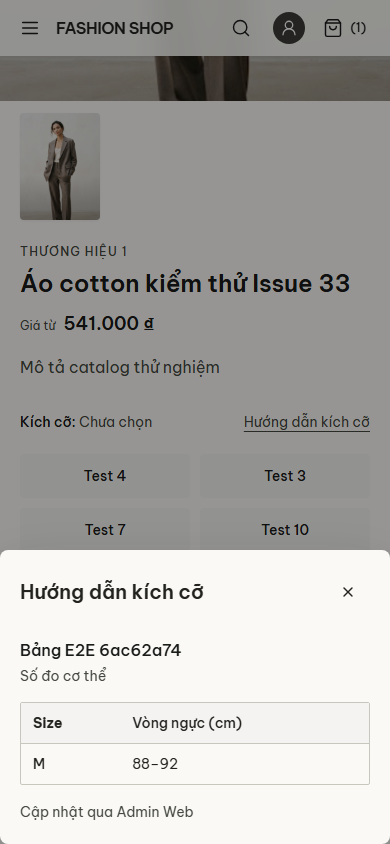 FASHION SHOP
(1)
THƯƠNG HIỆU 1
Áo cotton kiểm thử Issue 33
Giá từ 541.000 ₫
Mô tả catalog thử nghiệm
Kích cỡ: Chưa chọn
Hướng dẫn kích cỡ
Test 4
Test 3
Test 7
Test 10
Hướng dẫn kích cỡ
Bảng E2E 6ac62a74
Số đo cơ thể
Size
Vòng ngực (cm)
M
88–92
Cập nhật qua Admin Web